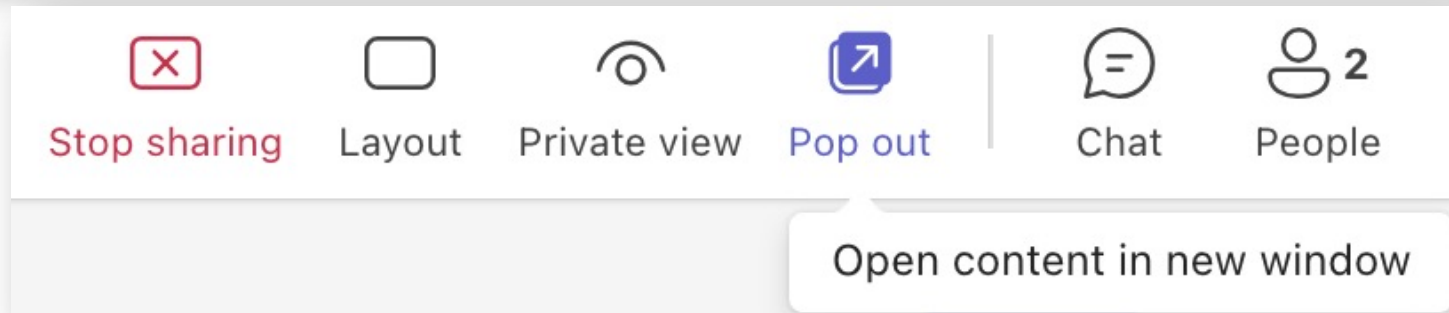 Stop sharing
Layout
Private view
Pop out
Chat
2
People
Open content in new window